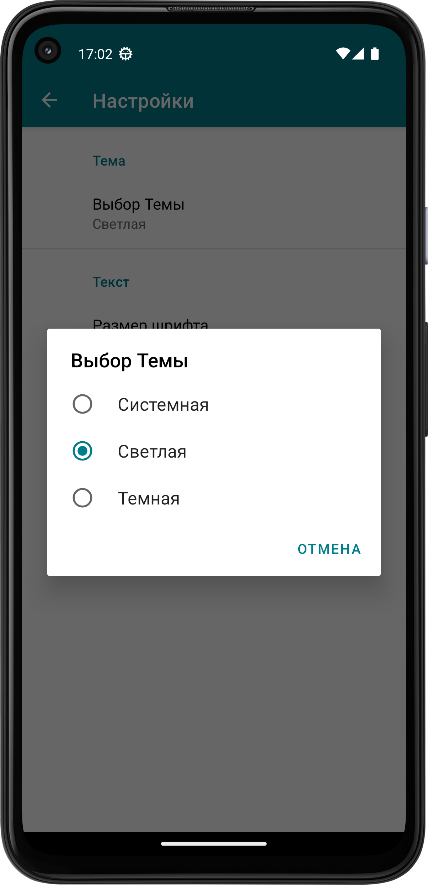 17:02
Настройки
Тема
Выбор Темы
Светлая
Текст
Размер шрифта
Выбор Темы
Системная
Светлая
Темная
ОТМЕНА